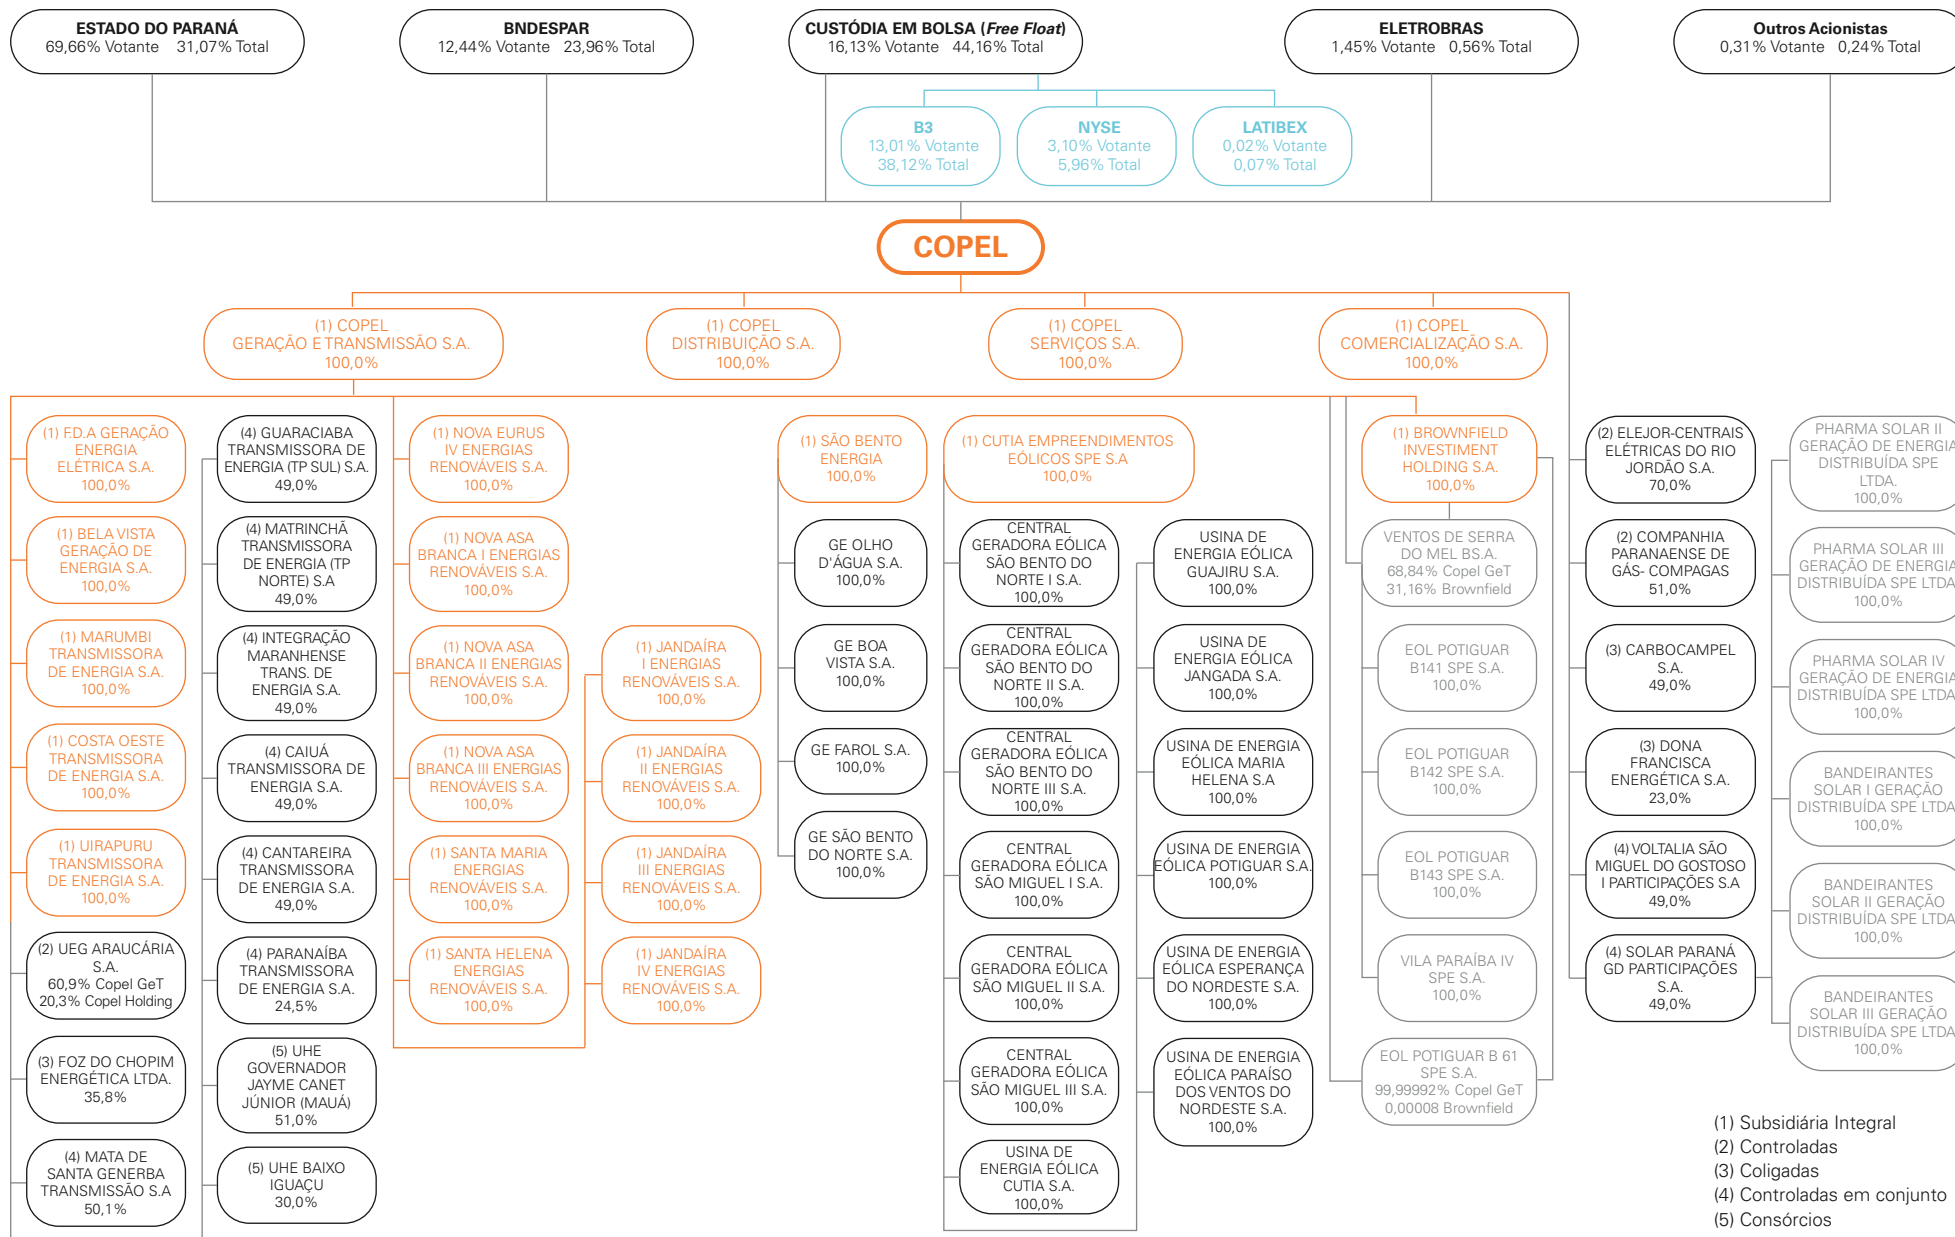 ESTADO DO PARANÁ
69,66% Votante 31,07% Total
BNDESPAR
12,44% Votante 23,96% Total
CUSTÓDIA EM BOLSA (Free Float)
16,13% Votante 44,16% Total
ELETROBRAS
1,45% Votante 0,56% Total
Outros Acionistas
0,31% Votante 0,24% Total
B3
13,01% Votante
38,12% Total
NYSE
3,10% Votante
5,96% Total
LATIBEX
0,02% Votante
0,07% Total
COPEL
(1) COPEL
GERAÇÃO E TRANSMISSÃO S.A.
100,0%
(1) COPEL
DISTRIBUIÇÃO S.A.
100,0%
(1) COPEL
SERVIÇOS S.A.
100,0%
(1) COPEL
COMERCIALIZAÇÃO S.A.
100,0%
(1) F.D.A GERAÇÃO
ENERGIA
ELÉTRICA S.A.
100,0%
(1) BELA VISTA
GERAÇÃO DE
ENERGIA S.A.
100,0%
(1) MARUMBI
TRANSMISSORA
DE ENERGIA S.A.
100,0%
(1) COSTA OESTE
TRANSMISSORA
DE ENERGIA S.A.
100,0%
(1) UIRAPURU
TRANSMISSORA
DE ENERGIA S.A.
100,0%
(2) UEG ARAUCÁRIA
S.A.
60,9% Copel GeT
20,3% Copel Holding
(3) FOZ DO CHOPIM
ENERGÉTICA LTDA.
35,8%
(4) MATA DE
SANTA GENERBA
TRANSMISSÃO S.A
50,1%
(4) GUARACIABA
TRANSMISSORA DE
ENERGIA (TP SUL) S.A.
49,0%
(4) MATRINCHÃ
TRANSMISSORA
DE ENERGIA (TP
NORTE) S.A
49,0%
(4) INTEGRAÇÃO
MARANHENSE
TRANS. DE
ENERGIA S.A.
49,0%
(4) CAIUÁ
TRANSMISSORA DE
ENERGIA S.A.
49,0%
(4) CANTAREIRA
TRANSMISSORA
DE ENERGIA S.A.
49,0%
(4) PARANAÍBA
TRANSMISSORA
DE ENERGIA S.A.
24,5%
(5) UHE
GOVERNADOR
JAYME CANET
JÚNIOR (MAUÁ)
51,0%
(5) UHE BAIXO
IGUAÇU
30,0%
(1) NOVA EURUS
IV ENERGIAS
RENOVÁVEIS S.A.
100,0%
(1) NOVA ASA
BRANCA I ENERGIAS
RENOVÁVEIS S.A.
100,0%
(1) NOVA ASA
BRANCA II ENERGIAS
RENOVÁVEIS S.A.
100,0%
(1) NOVA ASA
BRANCA III ENERGIAS
RENOVÁVEIS S.A.
100,0%
(1) SANTA MARIA
ENERGIAS
RENOVÁVEIS S.A.
100,0%
(1) SANTA HELENA
ENERGIAS
RENOVÁVEIS S.A.
100,0%
(1) JANDAÍRA
I ENERGIAS
RENOVÁVEIS S.A.
100,0%
(1) JANDAÍRA
II ENERGIAS
RENOVÁVEIS S.A.
100,0%
(1) JANDAÍRA
III ENERGIAS
RENOVÁVEIS S.A.
100,0%
(1) JANDAÍRA
IV ENERGIAS
RENOVÁVEIS S.A.
100,0%
(1) SÃO BENTO
ENERGIA
100,0%
GE OLHO
D'ÁGUA S.A.
100,0%
GE BOA
VISTA S.A.
100,0%
GE FAROL S.A.
100,0%
GE SÃO BENTO
DO NORTE S.A.
100,0%
(1) CUTIA EMPREENDIMENTOS
EÓLICOS SPE S.A
100,0%
CENTRAL
GERADORA EÓLICA
SÃO BENTO DO
NORTE I S.A.
100,0%
CENTRAL
GERADORA EÓLICA
SÃO BENTO DO
NORTE II S.A.
100,0%
CENTRAL
GERADORA EÓLICA
SÃO BENTO DO
NORTE III S.A.
100,0%
CENTRAL
GERADORA EÓLICA
SÃO MIGUEL I S.A.
100,0%
CENTRAL
GERADORA EÓLICA
SÃO MIGUEL II S.A.
100,0%
CENTRAL
GERADORA EÓLICA
SÃO MIGUEL III S.A.
100,0%
USINA DE
ENERGIA EÓLICA
CUTIA S.A.
100,0%
USINA DE
ENERGIA EÓLICA
GUAJIRU S.A.
100,0%
USINA DE
ENERGIA EÓLICA
JANGADA S.A.
100,0%
USINA DE ENERGIA
EÓLICA MARIA
HELENA S.A
100,0%
USINA DE ENERGIA
EÓLICA POTIGUAR S.A.
100,0%
USINA DE ENERGIA
EÓLICA ESPERANÇA
DO NORDESTE S.A.
100,0%
USINA DE ENERGIA
EÓLICA PARAÍSO
DOS VENTOS DO
NORDESTE S.A.
100,0%
(1) BROWNFIELD
INVESTIMENT
HOLDING S.A.
100,0%
VENTOS DE SERRA
DO MEL BS.A.
68,84% Copel GeT
31,16% Brownfield
EOL POTIGUAR
B141 SPE S.A.
100,0%
EOL POTIGUAR
B142 SPE S.A.
100,0%
EOL POTIGUAR
B143 SPE S.A.
100,0%
VILA PARAÍBA IV
SPE S.A.
100,0%
EOL POTIGUAR B 61
SPE S.A.
99,99992% Copel GeT
0,00008 Brownfield
(2) ELEJOR-CENTRAIS
ELÉTRICAS DO RIO
JORDÃO S.A.
70,0%
(2) COMPANHIA
PARANAENSE DE
GÁS- COMPAGAS
51,0%
(3) CARBOCAMPEL
S.A.
49,0%
(3) DONA
FRANCISCA
ENERGÉTICA S.A.
23,0%
(4) VOLTALIA SÃO
MIGUEL DO GOSTOSO
I PARTICIPAÇÕES S.A
49,0%
(4) SOLAR PARANÁ
GD PARTICIPAÇÕES
S.A.
49,0%
PHARMA SOLAR II
GERAÇÃO DE ENERGIA
DISTRIBUÍDA SPE
LTDA.
100,0%
PHARMA SOLAR III
GERAÇÃO DE ENERGIA
DISTRIBUÍDA SPE LTDA
100,0%
PHARMA SOLAR IV
GERAÇÃO DE ENERGIA
DISTRIBUÍDA SPE LTDA
100,0%
BANDEIRANTES
SOLAR I GERAÇÃO
DISTRIBUÍDA SPE LTDA
100,0%
BANDEIRANTES
SOLAR II GERAÇÃO
DISTRIBUÍDA SPE LTDA
100,0%
BANDEIRANTES
SOLAR III GERAÇÃO
DISTRIBUÍDA SPE LTDA
100,0%
(1) Subsidiária Integral
(2) Controladas
(3) Coligadas
(4) Controladas em conjunto
(5) Consórcios